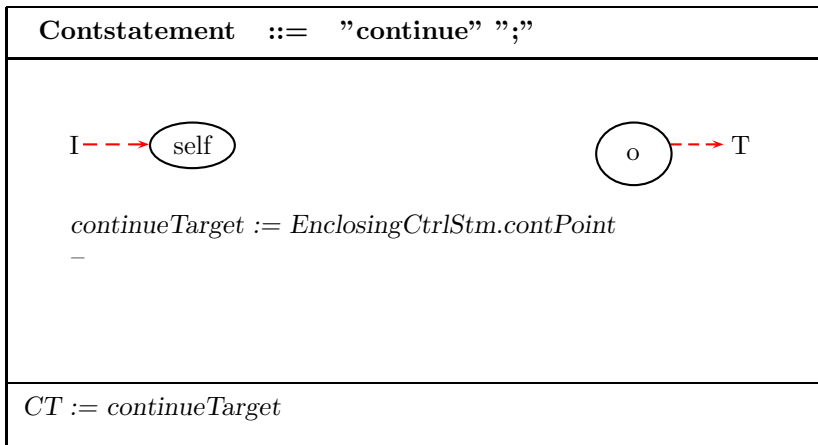 Contstatement ::= ”continue” ”;”
I self o T
continueTarget := EnclosingCtrlStm.contPoint
–
CT := continueTarget